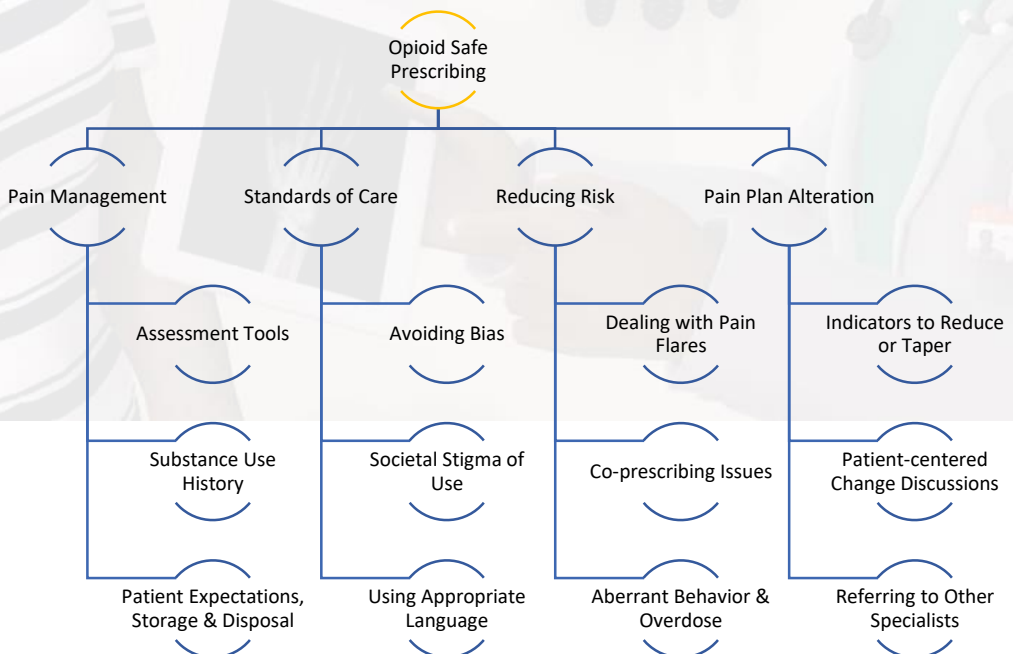 Opioid Safe
Prescribing
Pain Management
Standards of Care
Reducing Risk
Pain Plan Alteration
Assessment Tools
Avoiding Bias
Dealing with Pain
Flares
Indicators to Reduce
or Taper
Substance Use
History
Societal Stigma of
Use
Co-prescribing Issues
Patient-centered
Change Discussions
Patient Expectations,
Storage & Disposal
Using Appropriate
Language
Aberrant Behavior &
Overdose
Referring to Other
Specialists